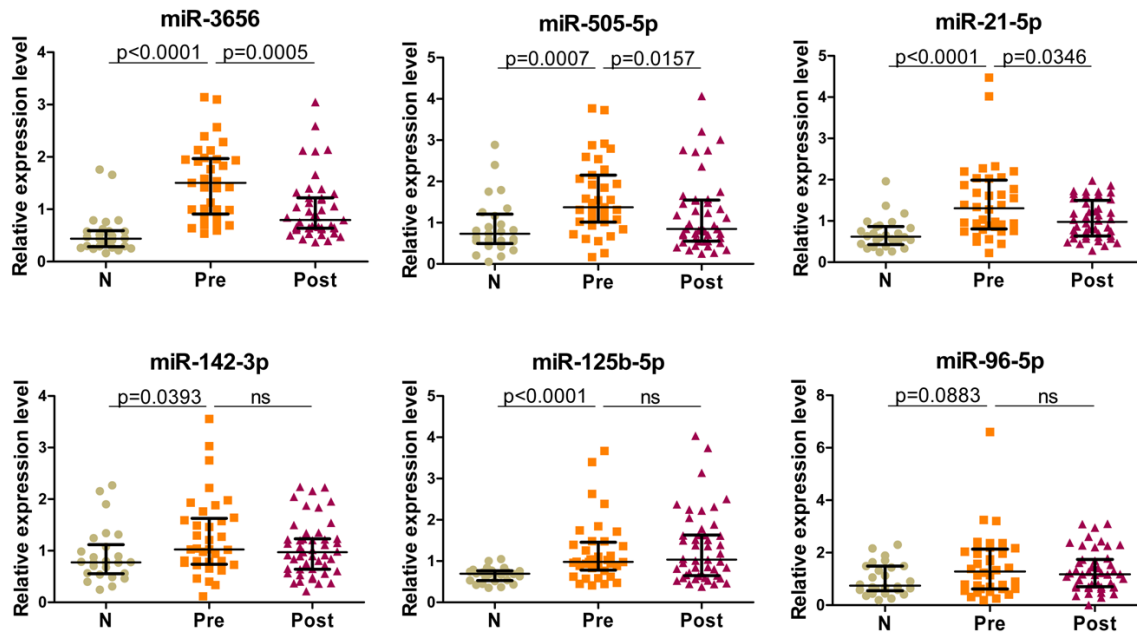 miR-3656
Relative expression level
p<0.0001 p=0.0005
4
3
2
1
0
N Pre Post
miR-505-5p
Relative expression level
p=0.0007 p=0.0157
5
4
3
2
1
0
N Pre Post
miR-21-5p
Relative expression level
p<0.0001 p=0.0346
5
4
3
2
1
0
N Pre Post
miR-142-3p
Relative expression level
p=0.0393 ns
4
3
2
1
0
N Pre Post
miR-125b-5p
Relative expression level
p<0.0001 ns
5
4
3
2
1
0
N Pre Post
miR-96-5p
Relative expression level
p=0.0883 ns
8
6
4
2
0
N Pre Post